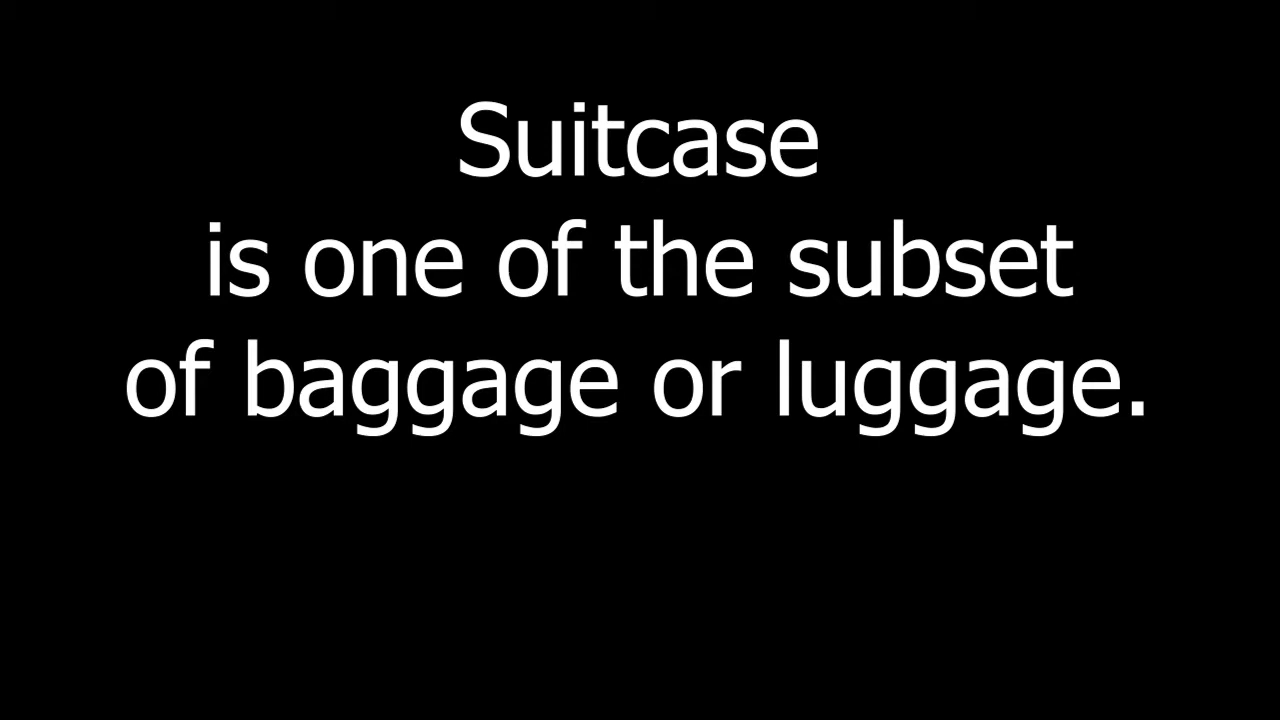 Suitcase
is one of the subset
of baggage or luggage.